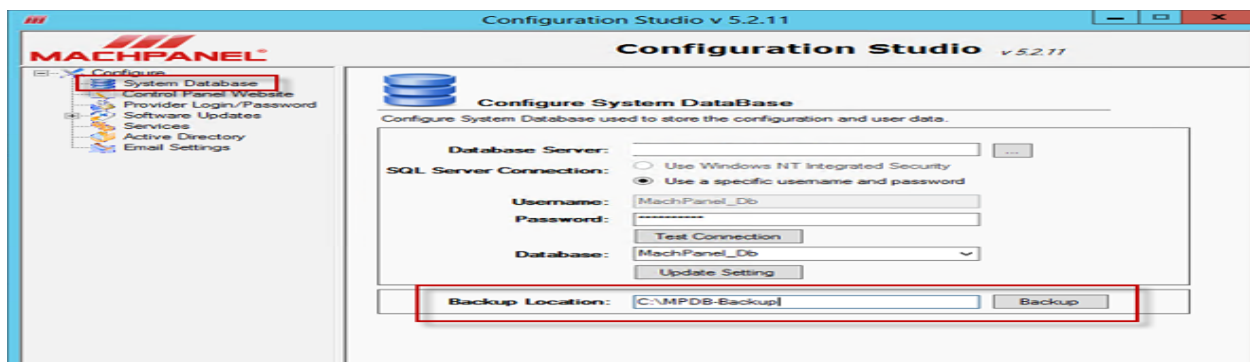 Configuration Studio v 5.2.11
MACHPANEL
Configuration Studio v 5.2.11
Configure
System Database
Control Panel Website
Provider Login/Password
Software Updates
Services
Active Directory
Email Settings
Configure System DataBase
Configure System Database used to store the configuration and user data.
Database Server:
...
SQL Server Connection:
Use Windows NT Integrated Security
Use a specific username and password
Username: MachPanel_Db
Password: **********
Test Connection
Database: MachPanel_Db
Update Setting
Backup Location: C:\MPDB-Backup Backup